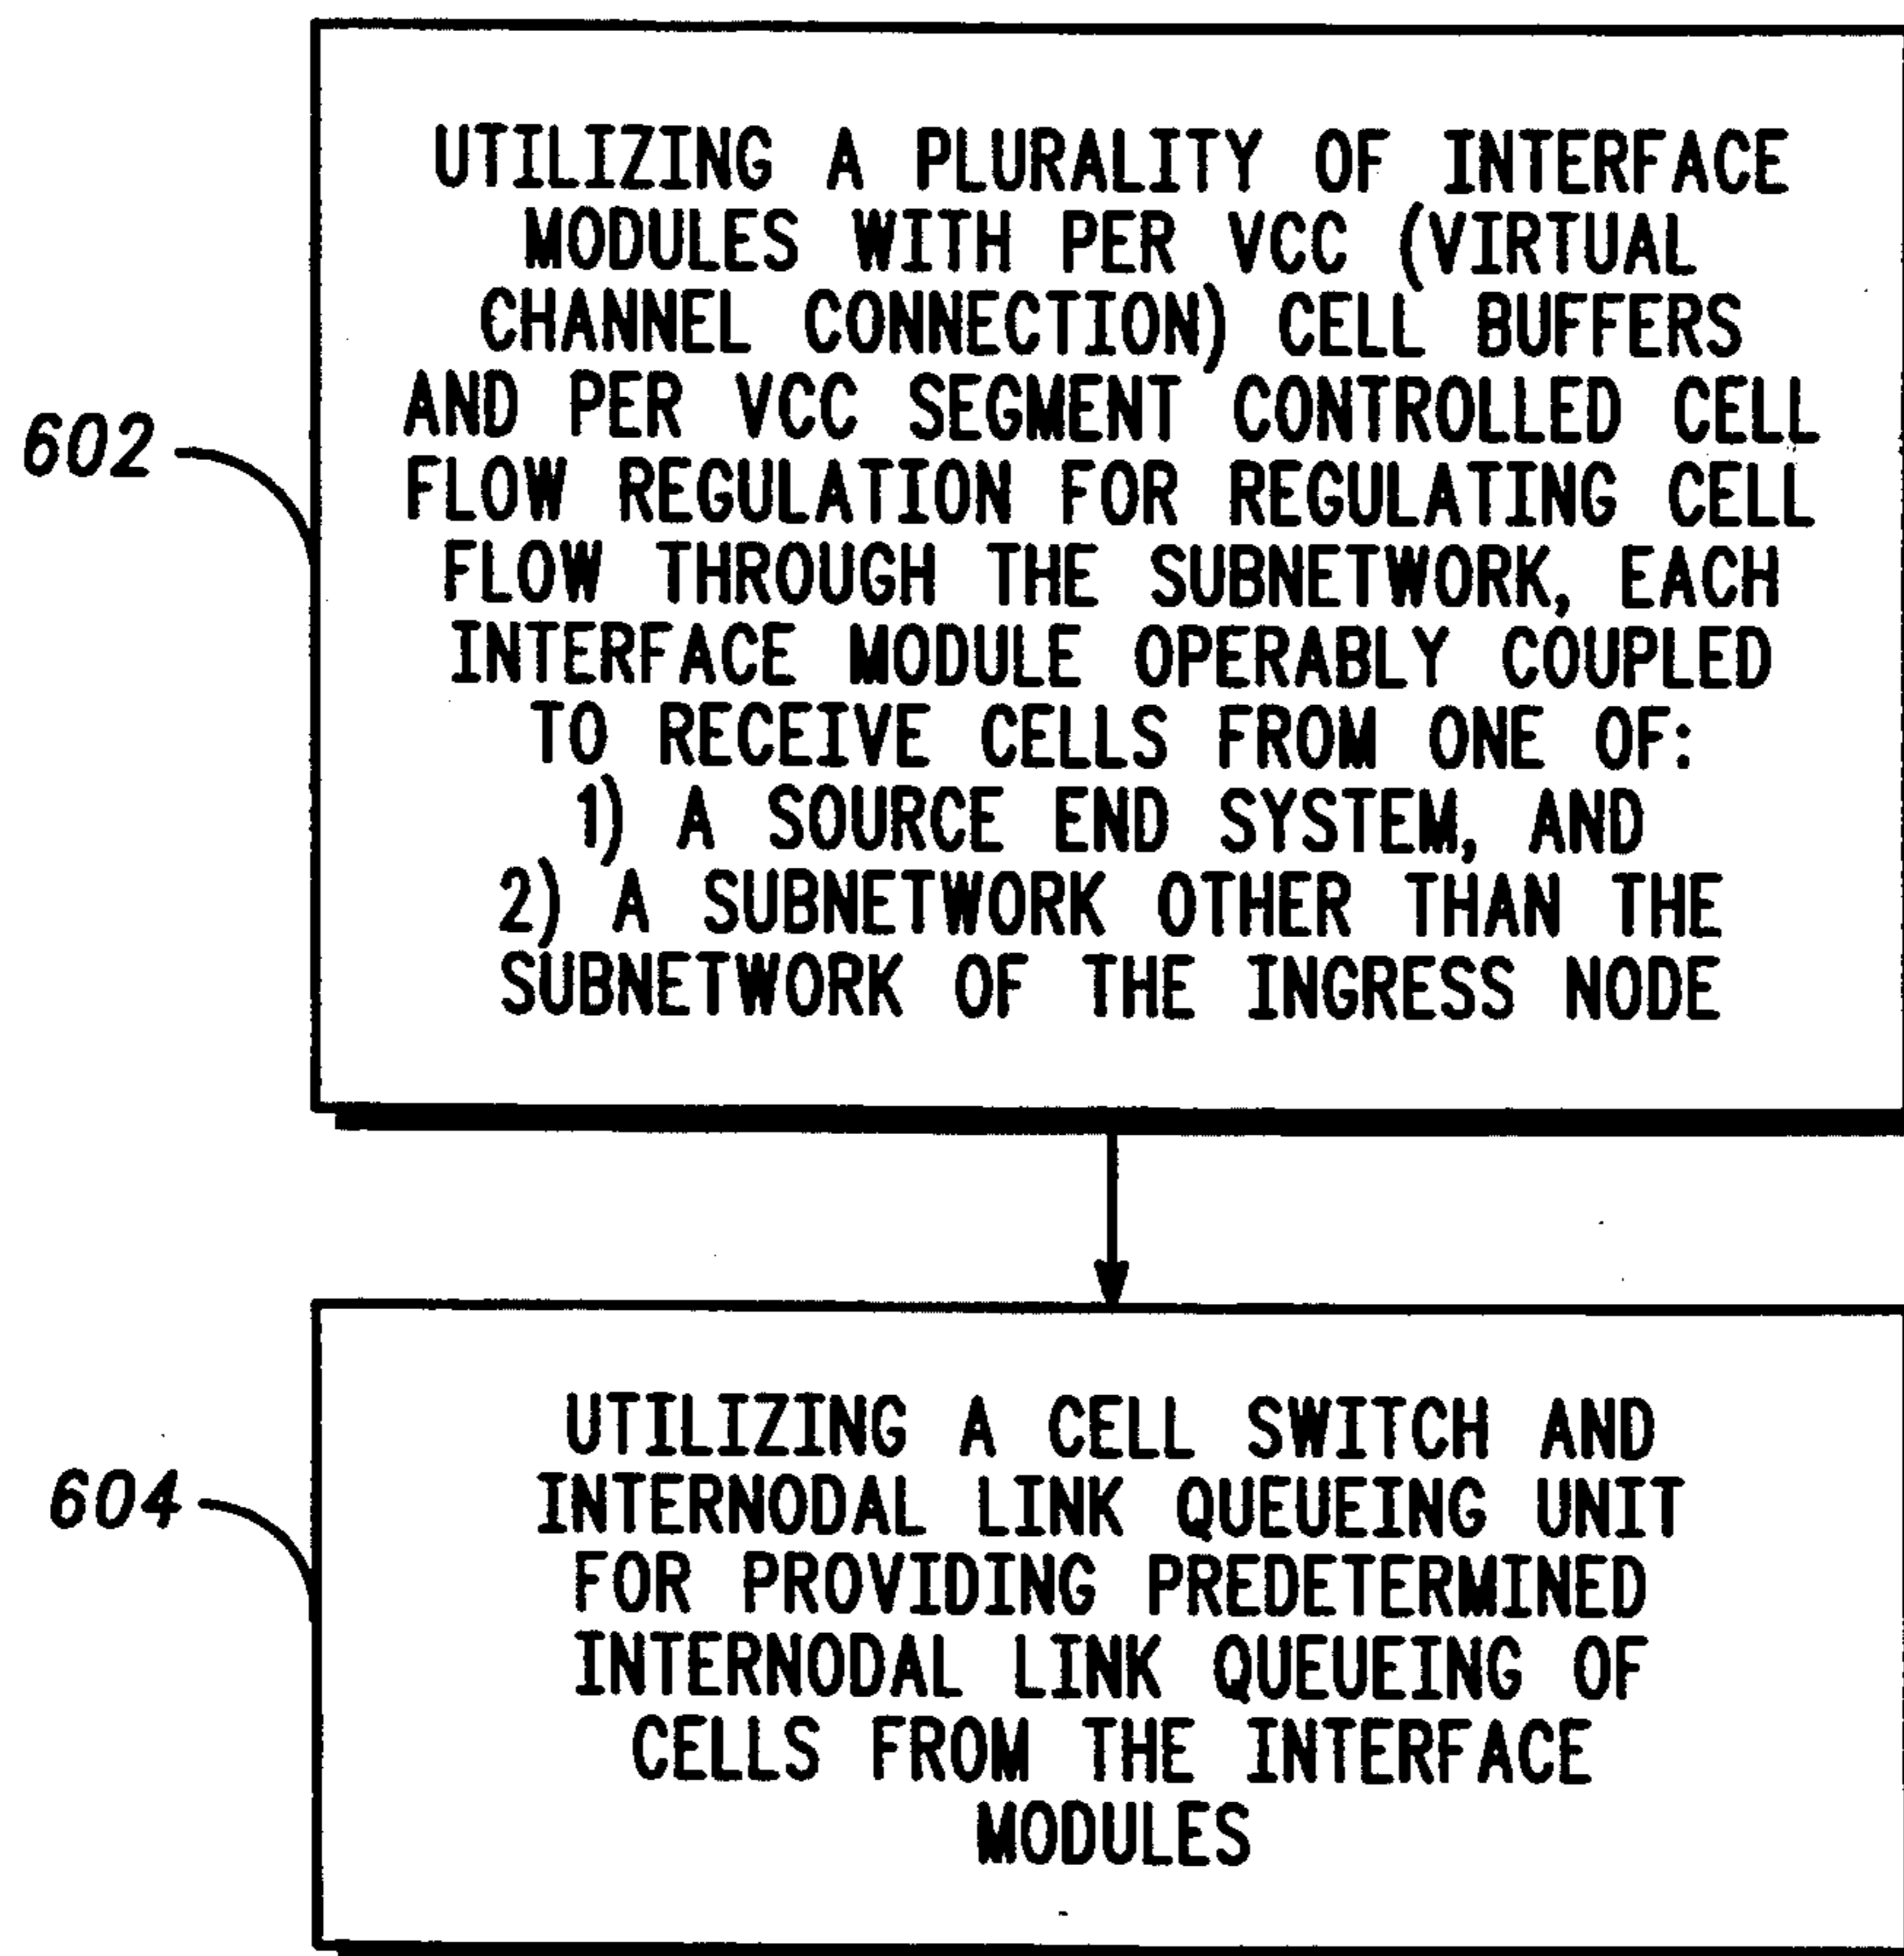 UTILIZING A PLURALITY OF INTERFACE
MODULES WITH PER VCC (VIRTUAL
CHANNEL CONNECTION) CELL BUFFERS
AND PER VCC SEGMENT CONTROLLED CELL
FLOW REGULATION FOR REGULATING CELL
FLOW THROUGH THE SUBNETWORK, EACH
INTERFACE MODULE OPERABLY COUPLED
TO RECEIVE CELLS FROM ONE OF:
1) A SOURCE END SYSTEM, AND
2) A SUBNETWORK OTHER THAN THE
SUBNETWORK OF THE INGRESS NODE
602
UTILIZING A CELL SWITCH AND
INTERNODAL LINK QUEUEING UNIT
FOR PROVIDING PREDETERMINED
INTERNODAL LINK QUEUEING OF
CELLS FROM THE INTERFACE
MODULES
604